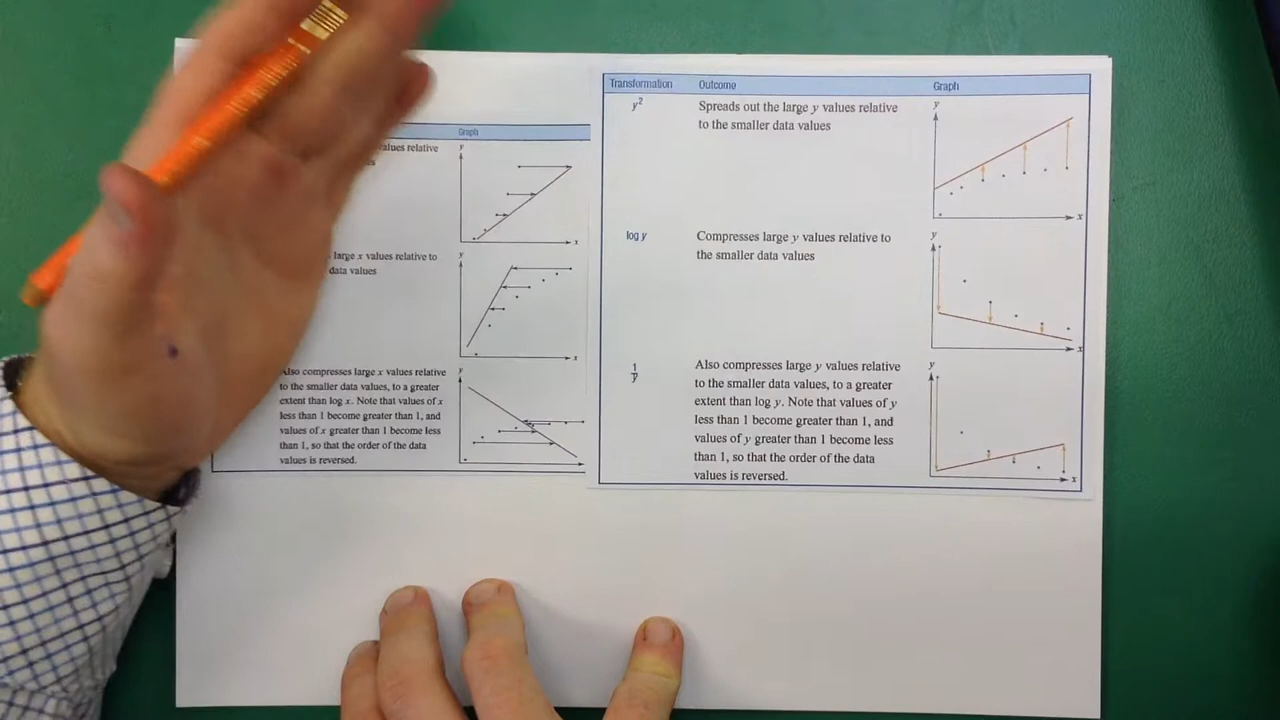 Graph
alues relative
y
x
large x values relative to
data values
y
x
Also compresses large x values relative
to the smaller data values, to a greater
extent than log x. Note that values of x
less than 1 become greater than 1, and
values of x greater than 1 become less
than 1, so that the order of the data
values is reversed.
y
x
Transformation Outcome Graph
y² Spreads out the large y values relative
to the smaller data values
y
x
log y Compresses large y values relative to
the smaller data values
y
x
1/y Also compresses large y values relative
to the smaller data values, to a greater
extent than log y. Note that values of y
less than 1 become greater than 1, and
values of y greater than 1 become less
than 1, so that the order of the data
values is reversed.
y
x